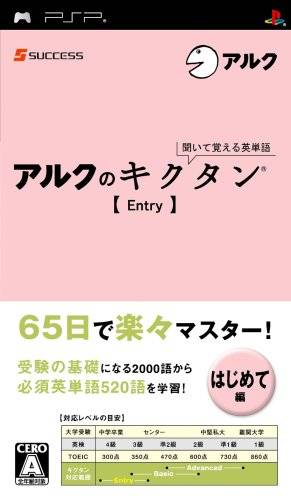 PSP
SUCCESS
アルク
聞いて覚える英単語
アルクのキクタン®
【 Entry 】
65日で楽々マスター!
受験の基礎になる2000語から
必須英単語520語を学習!
はじめて
編
【対応レベルの目安】
大学受験 中学卒業 センター 中堅私大 最難関大学
英検 4級 3級 準2級 2級 準1級 1級
TOEIC 300点 350点 470点 600点 730点 860点
キクタン
対応範囲
Advanced
Basic
Entry
CERO
A
全年齢対象